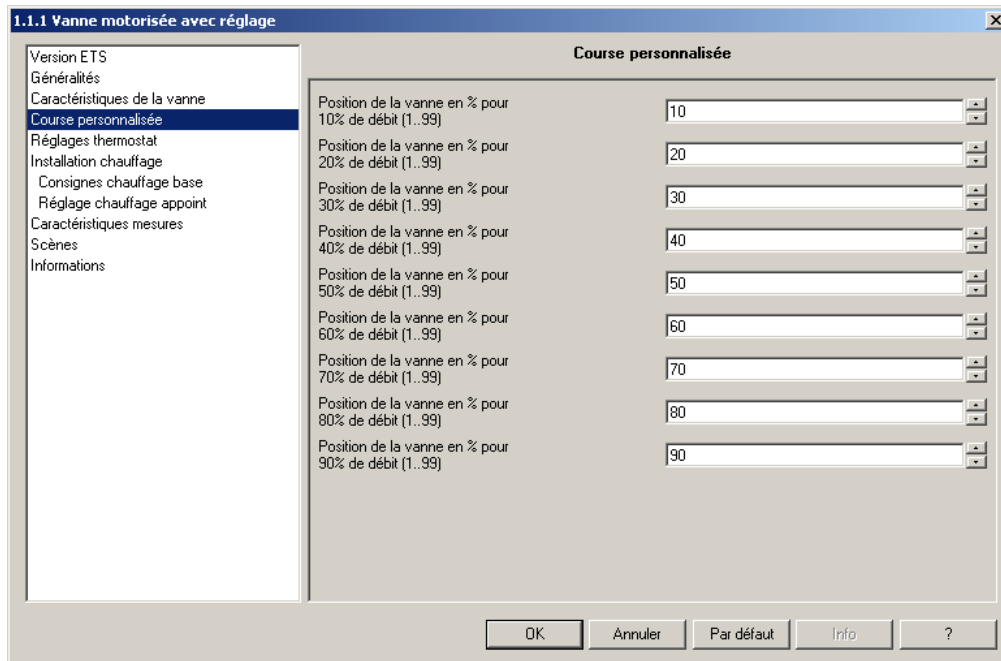 1.1.1 Vanne motorisée avec réglage
Version ETS
Généralités
Caractéristiques de la vanne
Course personnalisée
Réglages thermostat
Installation chauffage
Consignes chauffage base
Réglage chauffage appoint
Caractéristiques mesures
Scènes
Informations
Course personnalisée
Position de la vanne en % pour
10% de débit (1..99)
10
Position de la vanne en % pour
20% de débit (1..99)
20
Position de la vanne en % pour
30% de débit (1..99)
30
Position de la vanne en % pour
40% de débit (1..99)
40
Position de la vanne en % pour
50% de débit (1..99)
50
Position de la vanne en % pour
60% de débit (1..99)
60
Position de la vanne en % pour
70% de débit (1..99)
70
Position de la vanne en % pour
80% de débit (1..99)
80
Position de la vanne en % pour
90% de débit (1..99)
90
OK
Annuler
Par défaut
Info
?